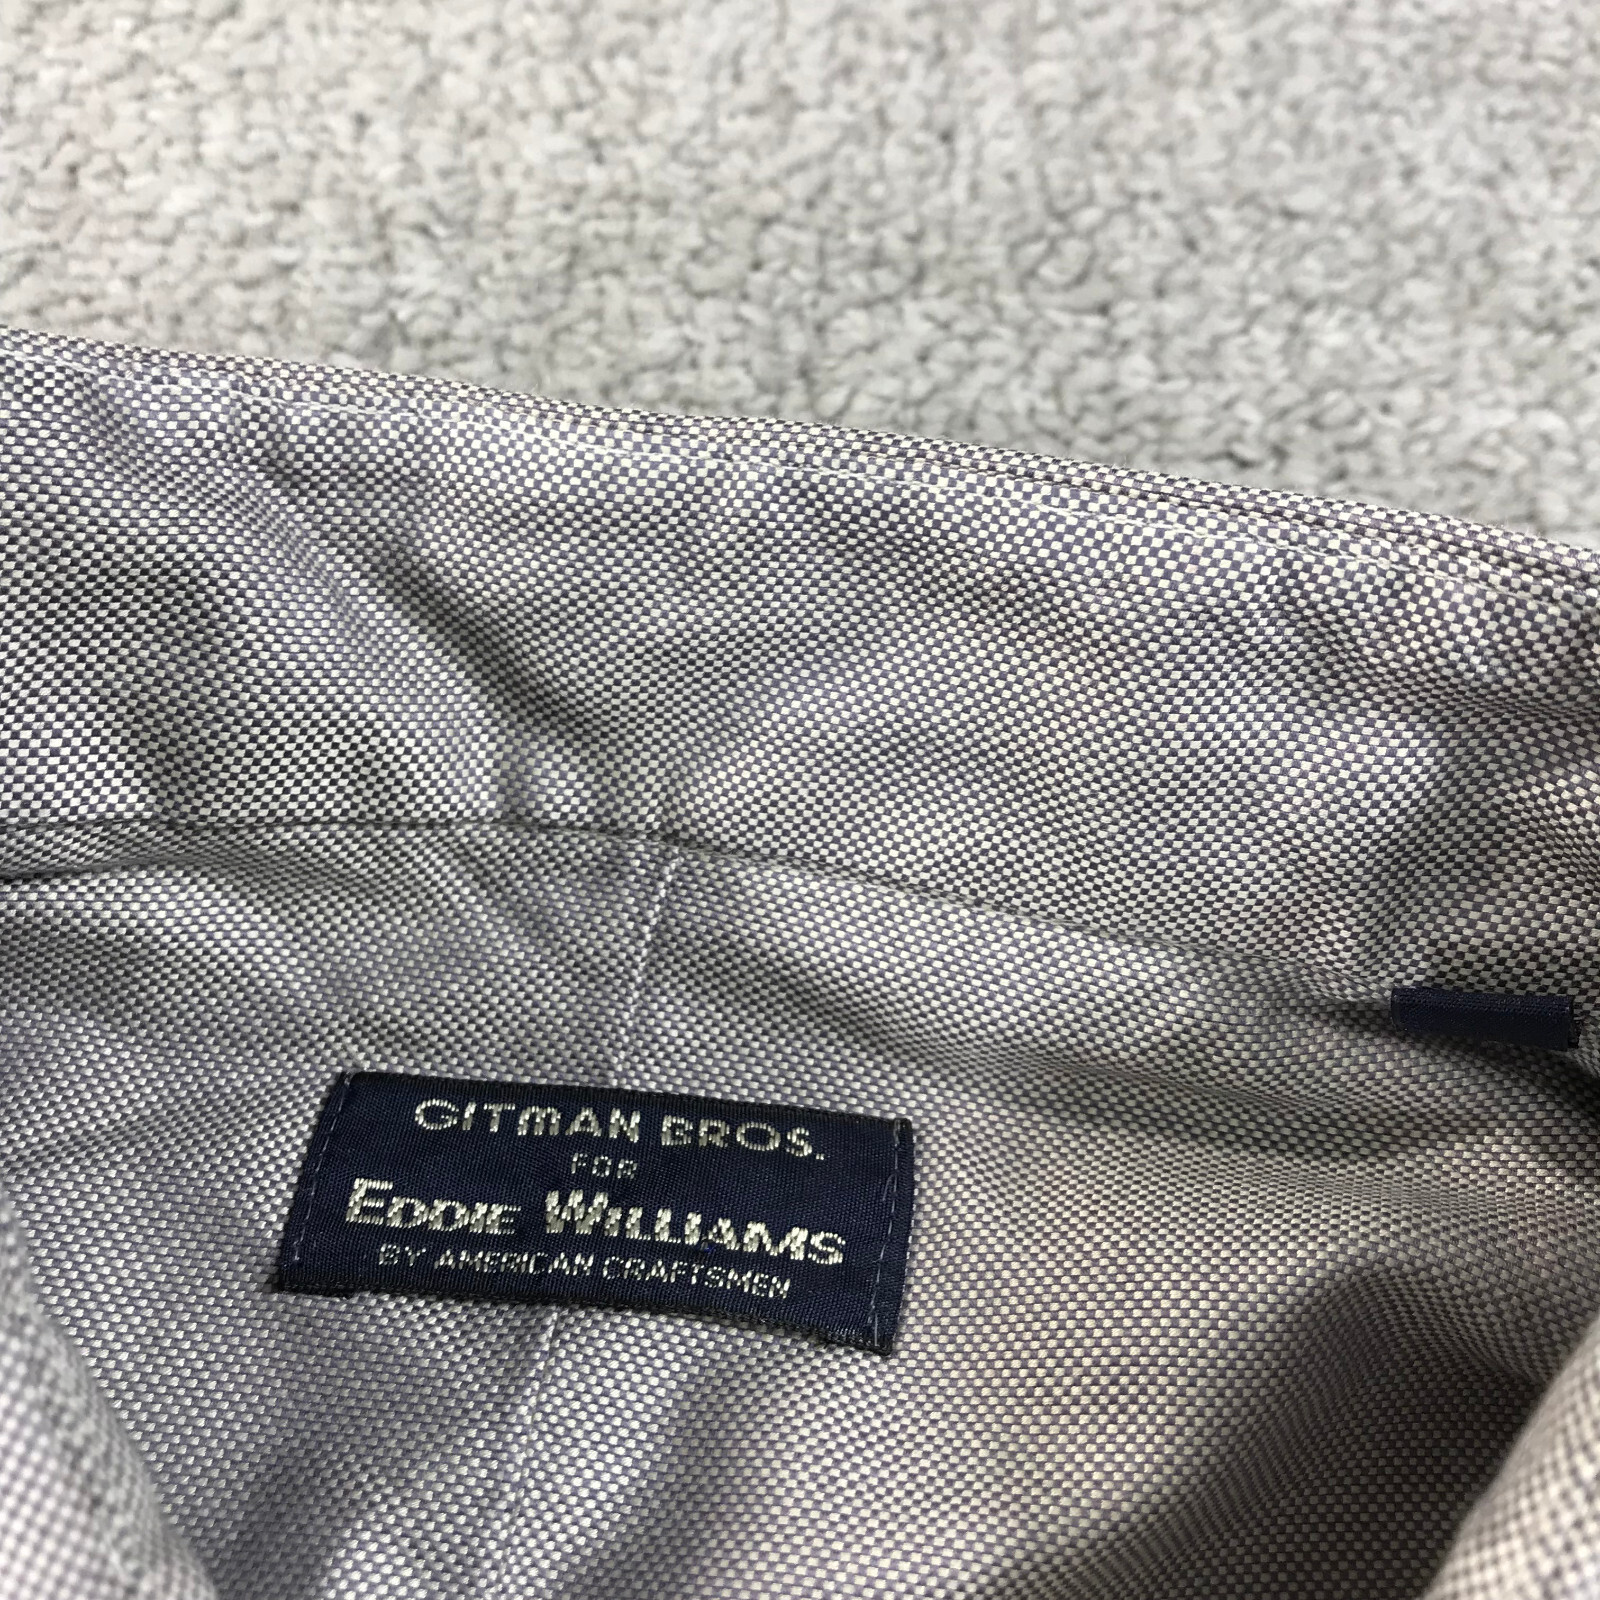 GITMAN BROS.
FOR
EDDIE WILLIAMS
BY AMERICAN CRAFTSMEN